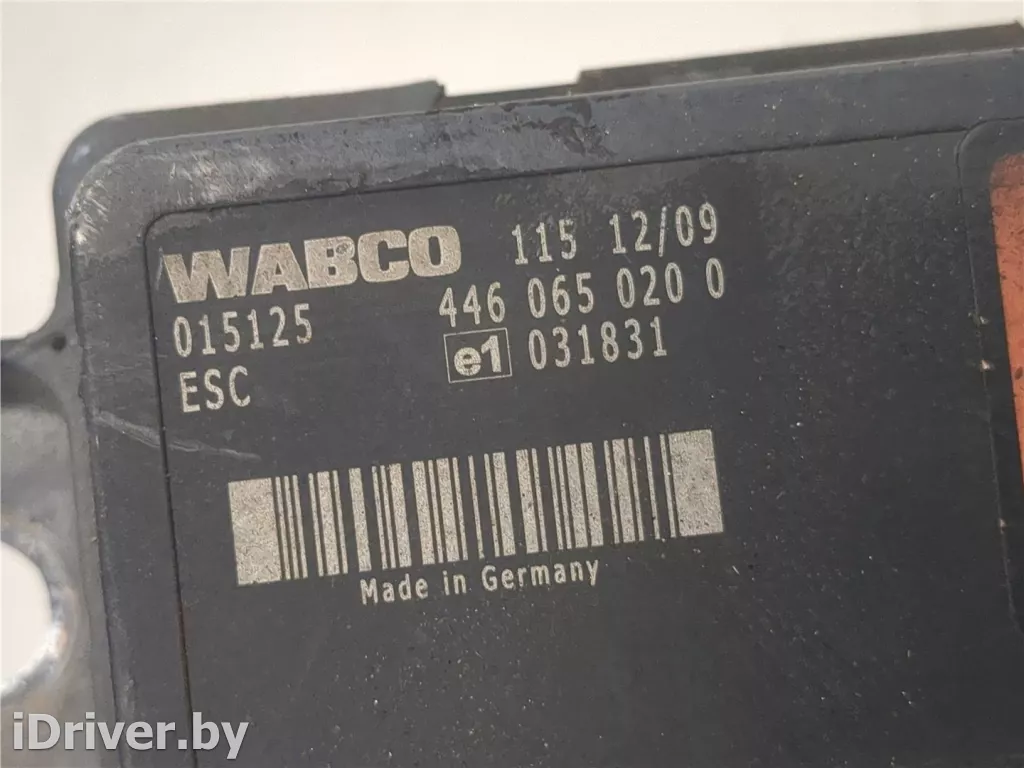 WABCO 115 12/09
015125 446 065 020 0
ESC e1 031831
Made in Germany
iDriver.by